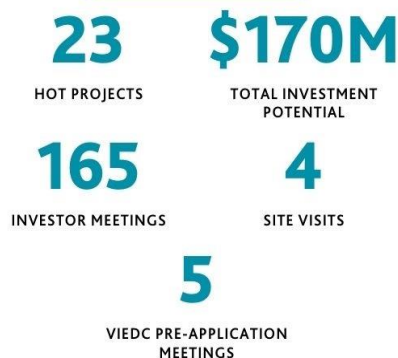 23
HOT PROJECTS
$170M
TOTAL INVESTMENT
POTENTIAL
165
INVESTOR MEETINGS
4
SITE VISITS
5
VIEDC PRE-APPLICATION
MEETINGS